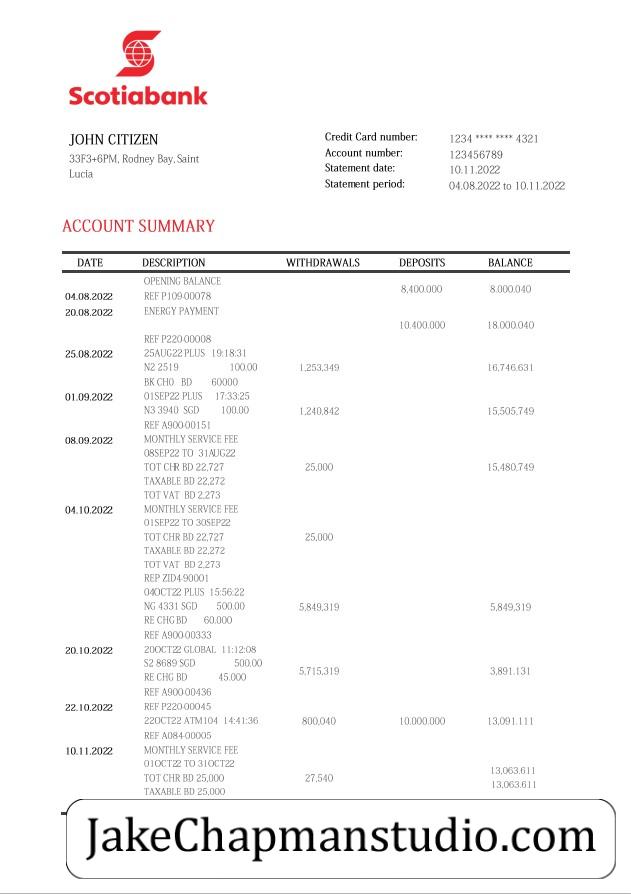 Scotiabank
JOHN CITIZEN
33F3+6PM, Rodney Bay, Saint
Lucia
Credit Card number: 1234 **** **** 4321
Account number: 123456789
Statement date: 10.11.2022
Statement period: 04.08.2022 to 10.11.2022
ACCOUNT SUMMARY
DATE DESCRIPTION WITHDRAWALS DEPOSITS BALANCE
OPENING BALANCE
8,400.000 8.000.040
04.08.2022 REF P109-00078
20.08.2022 ENERGY PAYMENT
10.400.000 18.000.040
REF P220-00008
25.08.2022 25AUG22 PLUS 19:18:31
N2 2519 100.00 1,253,349 16,746.631
BK CHO BD 60000
01.09.2022 01SEP22 PLUS 17:33:25
N3 3940 SGD 100.00 1,240.842 15,505.749
REF A900-00151
08.09.2022 MONTHLY SERVICE FEE
08SEP22 TO 31AUG22
TOT CHR BD 22,727 25,000 15,480,749
TAXABLE BD 22,272
TOT VAT BD 2,273
04.10.2022 MONTHLY SERVICE FEE
01SEP22 TO 30SEP22
TOT CHR BD 22,727 25,000
TAXABLE BD 22,272
TOT VAT BD 2,273
REP ZID4-90001
04OCT22 PLUS 15:56:22
NG 4331 SGD 500.00 5,849,319 5,849,319
RE CHG BD 60.000
REF A900-00333
20.10.2022 20OCT22 GLOBAL 11:12:08
S2 8689 SGD 500.00
5,715,319 3,891.131
RE CHG BD 45.000
REF A900-00436
22.10.2022 REF P220-00045
22OCT22 ATM104 14:41:36 800,040 10.000.000 13,091.111
REF A084-00005
10.11.2022 MONTHLY SERVICE FEE
01OCT22 TO 31OCT22
13,063.611
TOT CHR BD 25,000 27,540
13,063.611
TAXABLE BD 25,000
JakeChapmanstudio.com